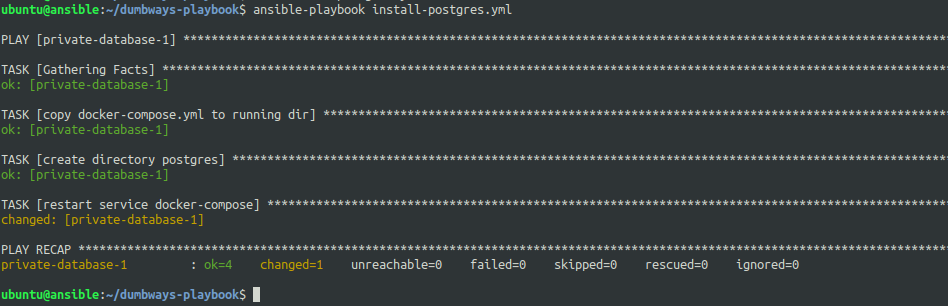 ubuntu@ansible:~/dumbways-playbook$ ansible-playbook install-postgres.yml
PLAY [private-database-1] **************************************************************************************************************
TASK [Gathering Facts] *****************************************************************************************************************
ok: [private-database-1]
TASK [copy docker-compose.yml to running dir] ******************************************************************************************
ok: [private-database-1]
TASK [create directory postgres] *******************************************************************************************************
ok: [private-database-1]
TASK [restart service docker-compose] **************************************************************************************************
changed: [private-database-1]
PLAY RECAP *****************************************************************************************************************************
private-database-1         : ok=4    changed=1    unreachable=0    failed=0    skipped=0    rescued=0    ignored=0
ubuntu@ansible:~/dumbways-playbook$